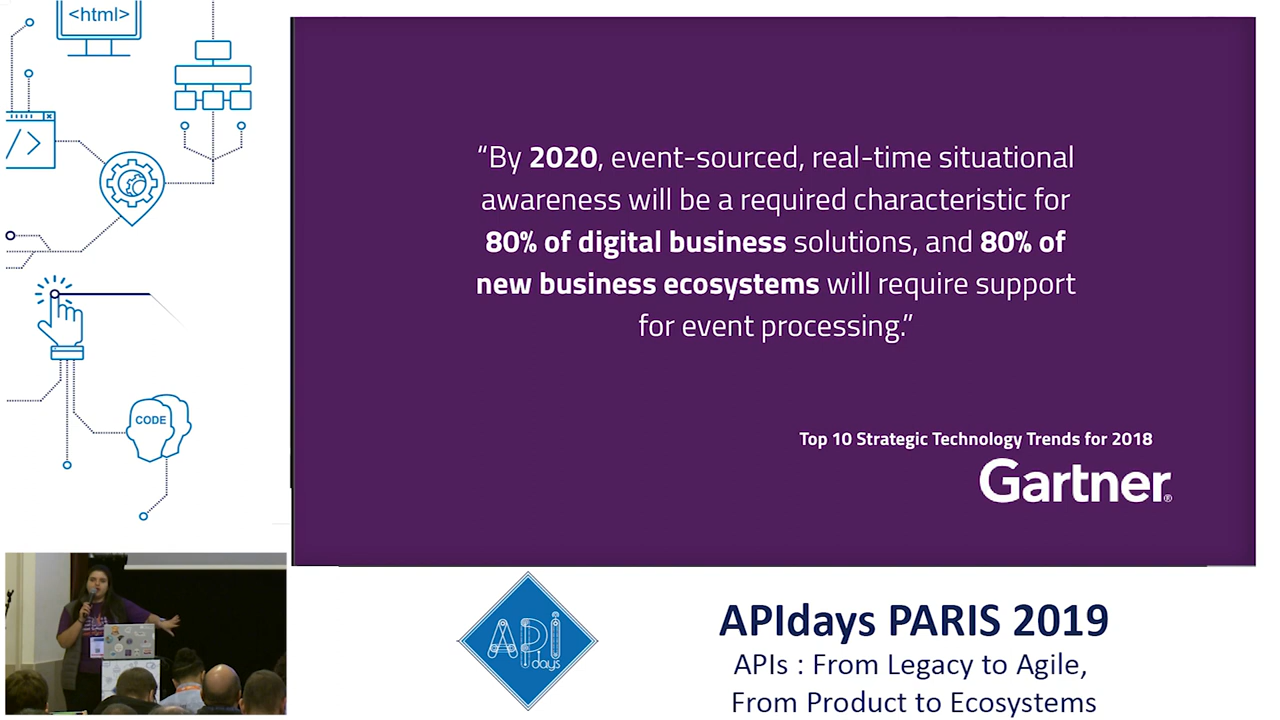 <html>
/>
CODE
“By 2020, event-sourced, real-time situational
awareness will be a required characteristic for
80% of digital business solutions, and 80% of
new business ecosystems will require support
for event processing.”
Top 10 Strategic Technology Trends for 2018
Gartner®
API
days
APIdays PARIS 2019
APIs : From Legacy to Agile,
From Product to Ecosystems